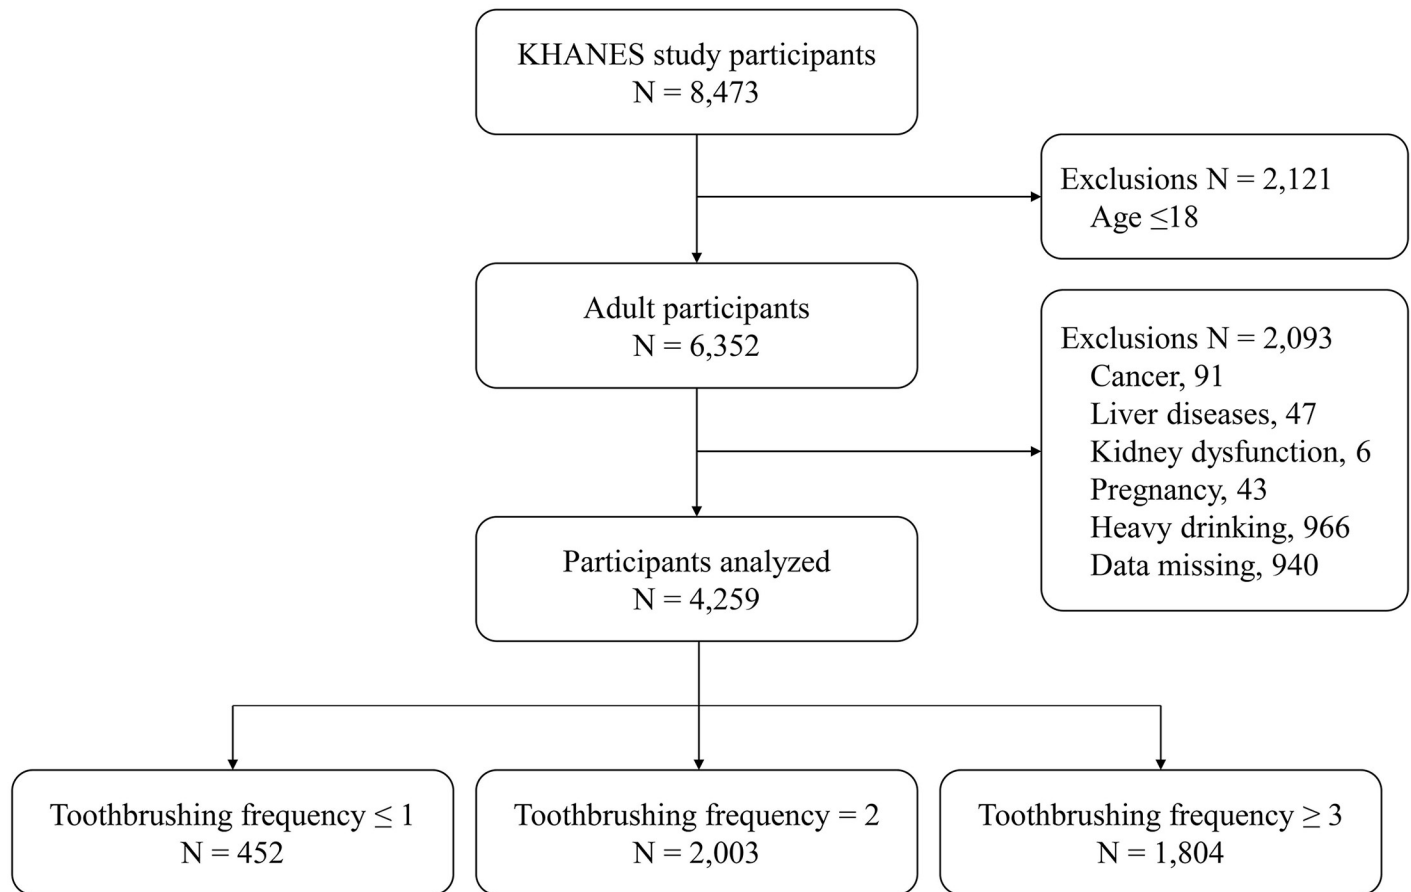 KHANES study participants
N = 8,473
Exclusions N = 2,121
Age ≤18
Adult participants
N = 6,352
Exclusions N = 2,093
Cancer, 91
Liver diseases, 47
Kidney dysfunction, 6
Pregnancy, 43
Heavy drinking, 966
Data missing, 940
Participants analyzed
N = 4,259
Toothbrushing frequency ≤ 1
N = 452
Toothbrushing frequency = 2
N = 2,003
Toothbrushing frequency ≥ 3
N = 1,804